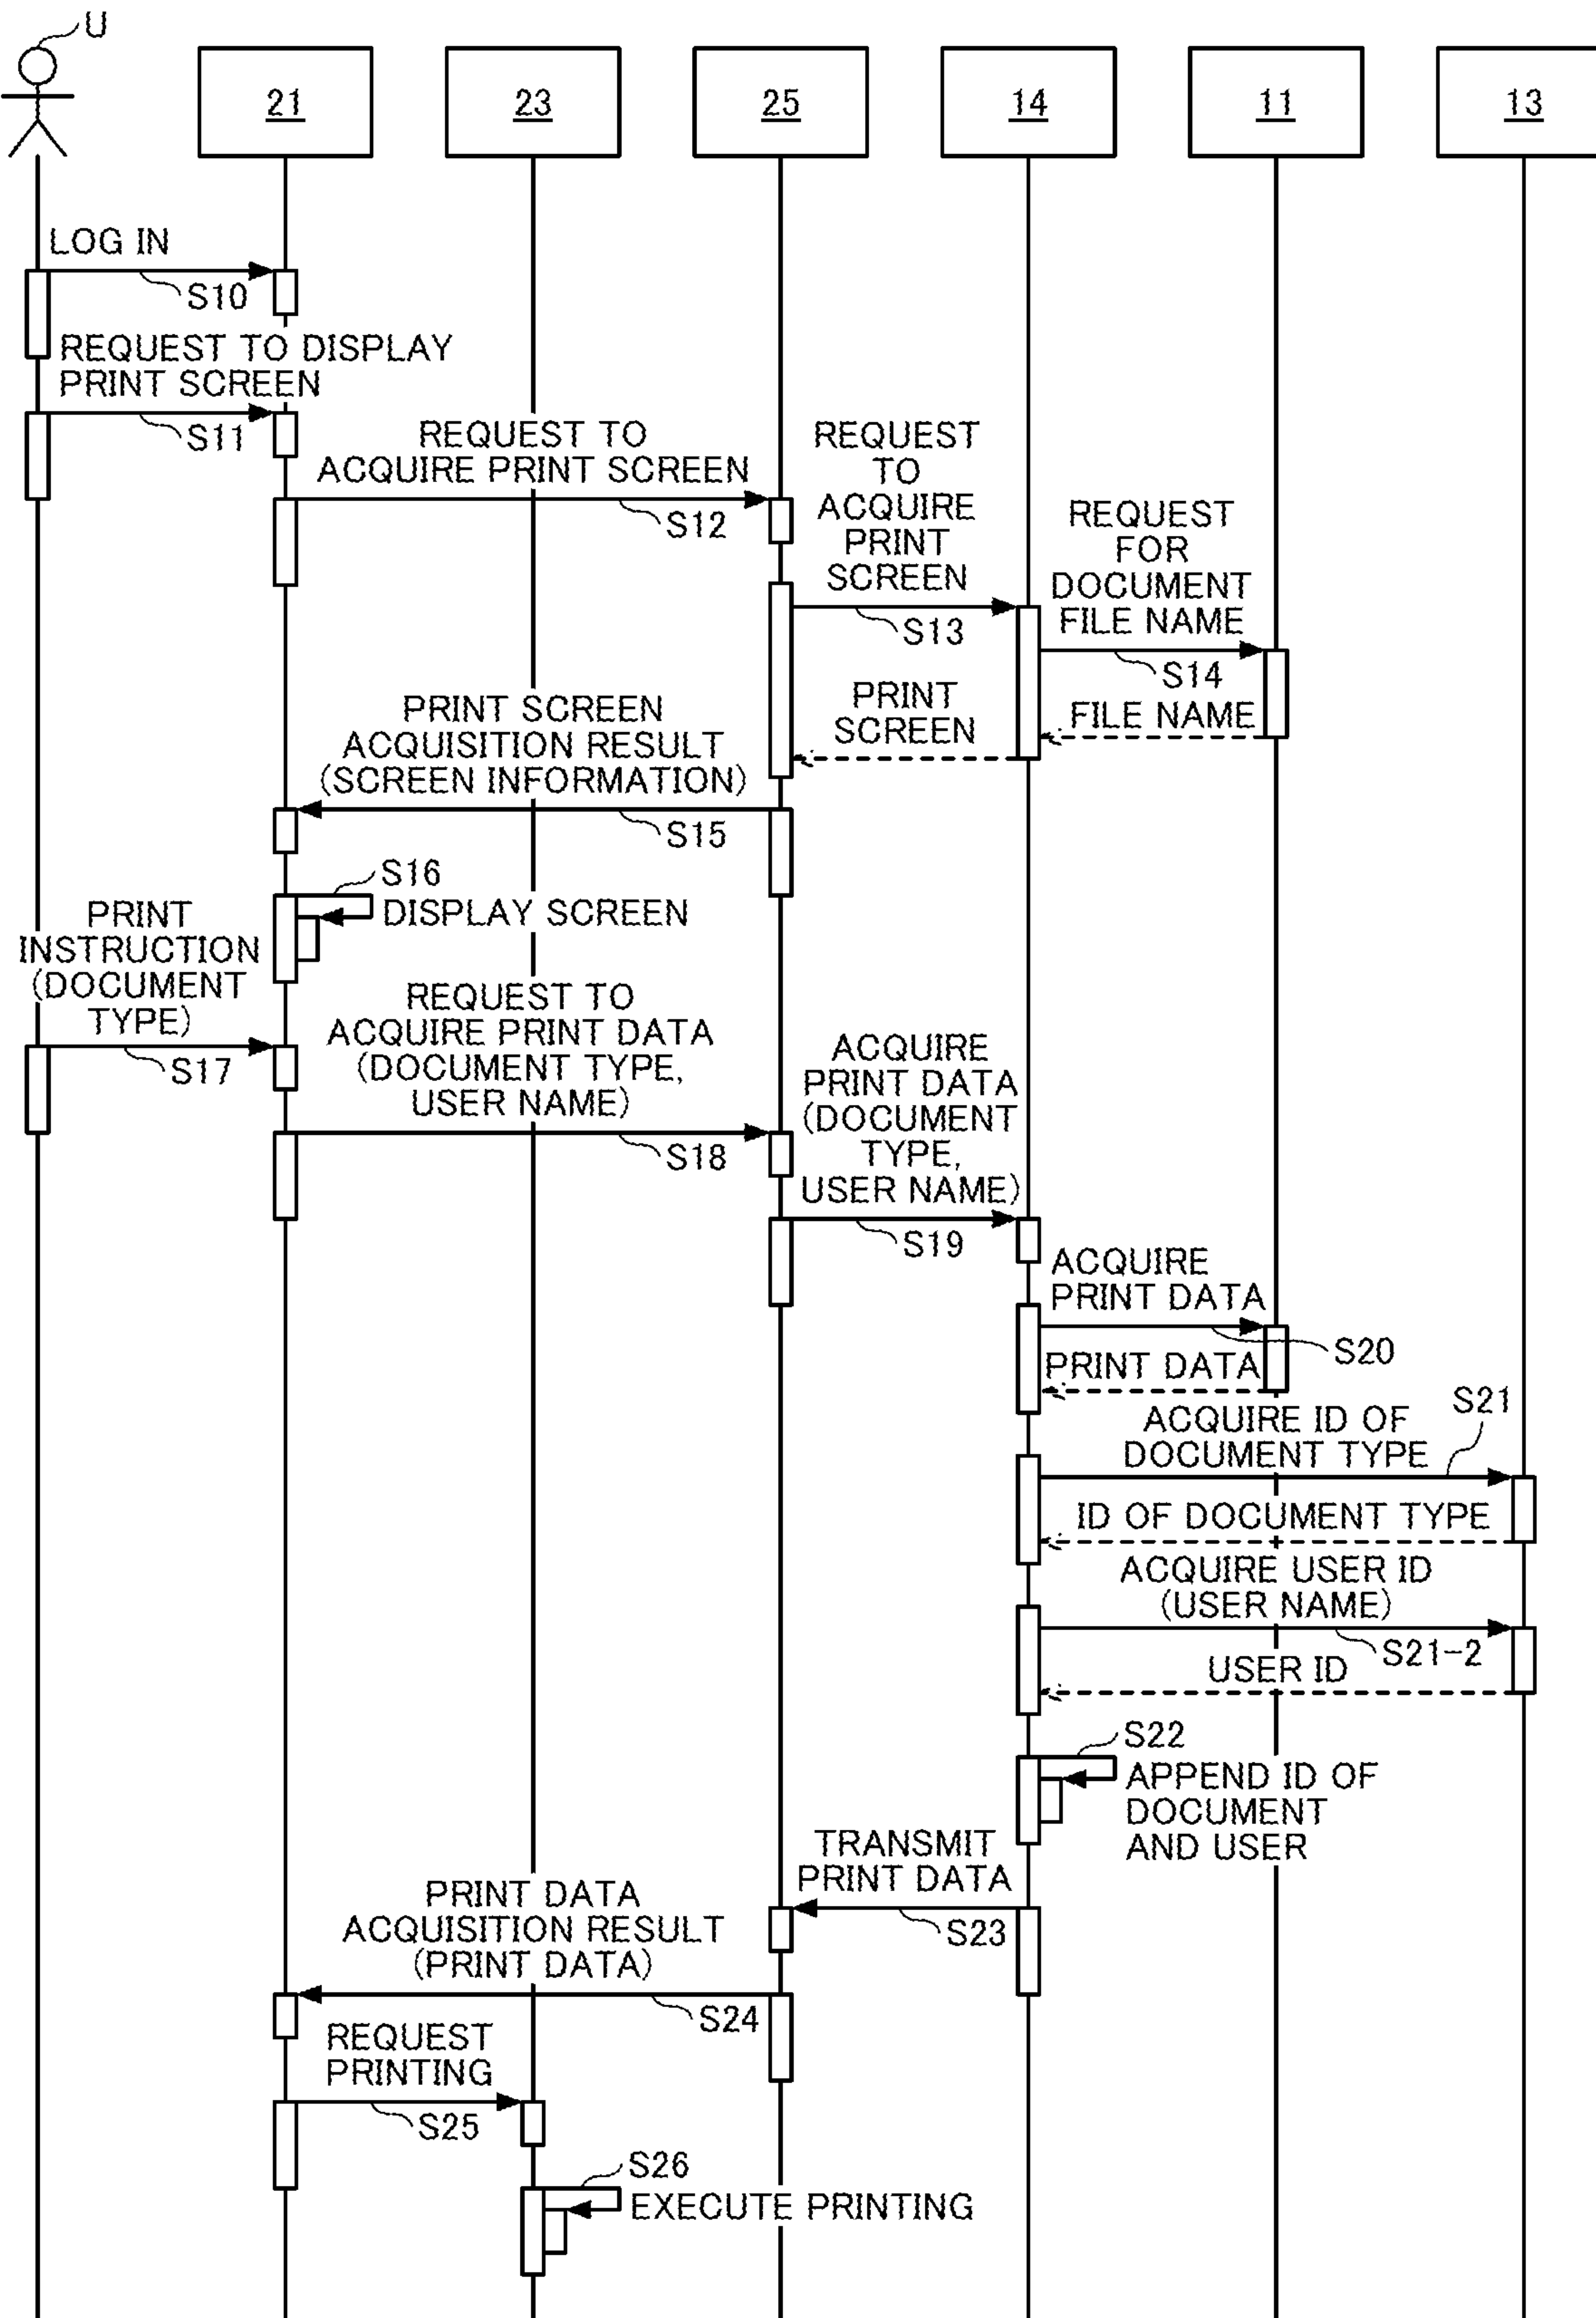 U
21
23
25
14
11
13
LOG IN
S10
REQUEST TO DISPLAY
PRINT SCREEN
S11
REQUEST TO
ACQUIRE PRINT SCREEN
S12
REQUEST
TO
ACQUIRE
PRINT
SCREEN
S13
REQUEST
FOR
DOCUMENT
FILE NAME
S14
FILE NAME
PRINT
SCREEN
PRINT SCREEN
ACQUISITION RESULT
(SCREEN INFORMATION)
S15
S16
DISPLAY SCREEN
PRINT
INSTRUCTION
(DOCUMENT
TYPE)
S17
REQUEST TO
ACQUIRE PRINT DATA
(DOCUMENT TYPE,
USER NAME)
S18
ACQUIRE
PRINT DATA
(DOCUMENT
TYPE,
USER NAME)
S19
ACQUIRE
PRINT DATA
S20
PRINT DATA
S21
ACQUIRE ID OF
DOCUMENT TYPE
ID OF DOCUMENT TYPE
ACQUIRE USER ID
(USER NAME)
S21-2
USER ID
S22
APPEND ID OF
DOCUMENT
AND USER
TRANSMIT
PRINT DATA
S23
PRINT DATA
ACQUISITION RESULT
(PRINT DATA)
S24
REQUEST
PRINTING
S25
S26
EXECUTE PRINTING